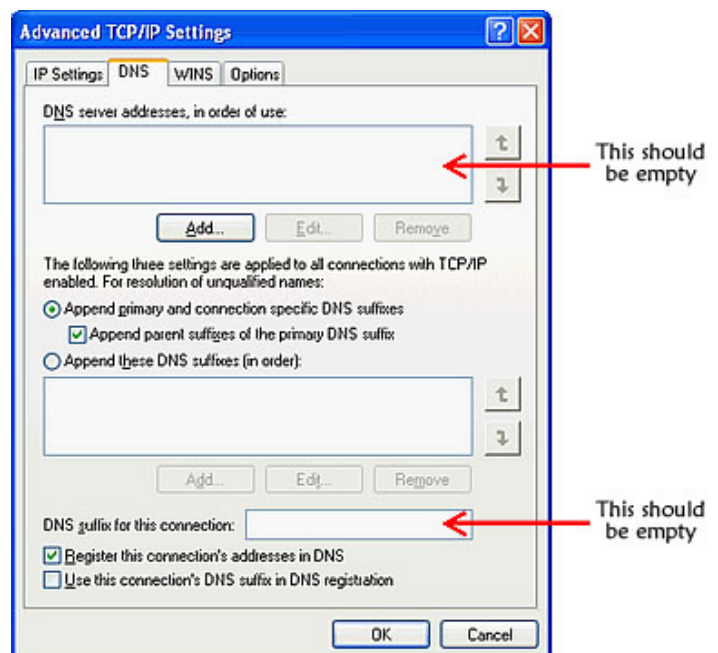 Advanced TCP/IP Settings
IP Settings DNS WINS Options
DNS server addresses, in order of use:
This should
be empty
Add... Edit... Remove
The following three settings are applied to all connections with TCP/IP
enabled. For resolution of unqualified names:
Append primary and connection specific DNS suffixes
Append parent suffixes of the primary DNS suffix
Append these DNS suffixes (in order):
Add... Edit... Remove
DNS suffix for this connection:
This should
be empty
Register this connection's addresses in DNS
Use this connection's DNS suffix in DNS registration
OK Cancel